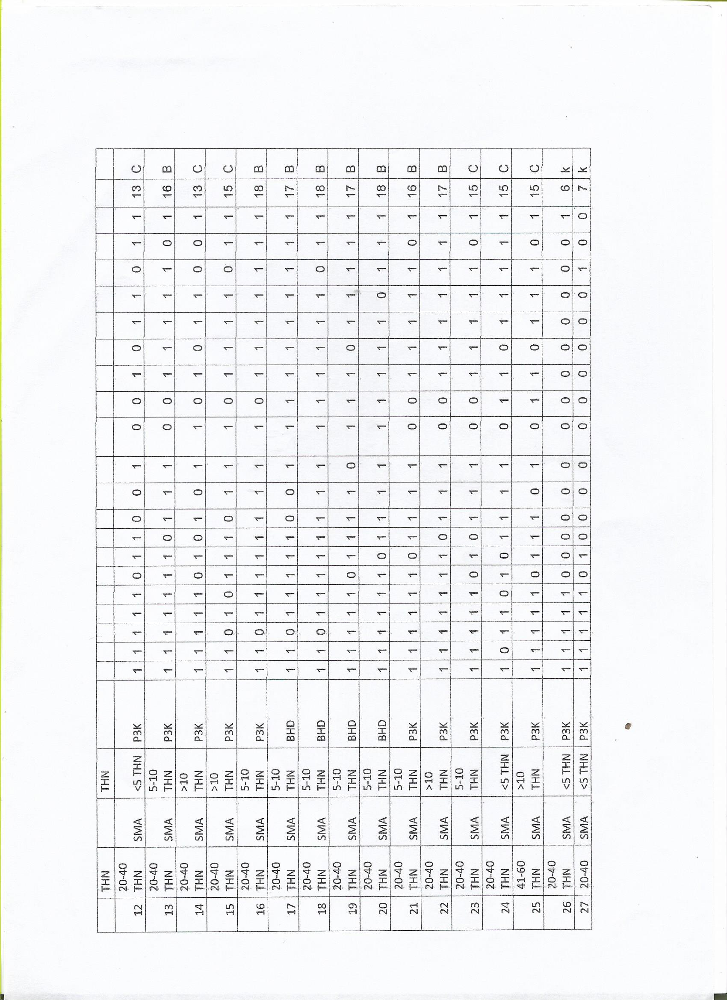 THN THN
20-40
12 THN SMA <5 THN P3K 1 1 1 1 1 0 1 1 0 0 1 0 0 1 0 1 1 0 1 1 13 C
20-40 5-10
13 THN SMA THN P3K 1 1 1 1 1 1 1 0 1 1 1 0 0 1 1 1 1 1 0 1 16 B
20-40 >10
14 THN SMA THN P3K 1 1 1 1 1 0 1 0 1 0 1 1 0 1 0 1 1 0 0 1 13 C
20-40 >10
15 THN SMA THN P3K 1 1 0 1 0 1 1 1 0 1 1 1 0 1 1 1 1 0 1 1 15 C
20-40 5-10
16 THN SMA THN P3K 1 1 0 1 1 1 1 1 1 1 1 1 0 1 1 1 1 1 1 1 18 B
20-40 5-10
17 THN SMA THN BHD 1 1 0 1 1 1 1 1 0 0 1 1 1 1 1 1 1 1 1 1 17 B
20-40 5-10
18 THN SMA THN BHD 1 1 0 1 1 1 1 1 1 1 1 1 1 1 1 1 1 0 1 1 18 B
20-40 5-10
19 THN SMA THN BHD 1 1 1 1 1 0 1 1 1 1 0 1 1 1 0 1 1 1 1 1 17 B
20-40 5-10
20 THN SMA THN BHD 1 1 1 1 1 1 0 1 1 1 1 1 1 1 1 1 0 1 1 1 18 B
20-40 5-10
21 THN SMA THN P3K 1 1 1 1 1 1 0 1 1 1 1 0 0 1 1 1 1 1 0 1 16 B
20-40 >10
22 THN SMA THN P3K 1 1 1 1 1 1 1 0 1 1 1 0 0 1 1 1 1 1 1 1 17 B
20-40 5-10
23 THN SMA THN P3K 1 1 1 1 1 0 1 0 1 1 1 0 0 1 1 1 1 1 0 1 15 C
20-40
24 THN SMA <5 THN P3K 1 0 1 1 0 1 0 1 1 1 1 0 1 1 0 1 1 1 1 1 15 C
41-60 >10
25 THN SMA THN P3K 1 1 1 1 1 0 1 1 1 0 1 0 1 1 0 1 1 1 0 1 15 C
20-40
26 THN SMA <5 THN P3K 1 1 1 1 1 0 0 0 0 0 0 0 0 0 0 0 0 0 0 1 6 k
27 20-40 SMA <5 THN P3K 1 1 1 1 1 0 1 0 0 0 0 0 0 0 0 0 0 1 0 0 7 k